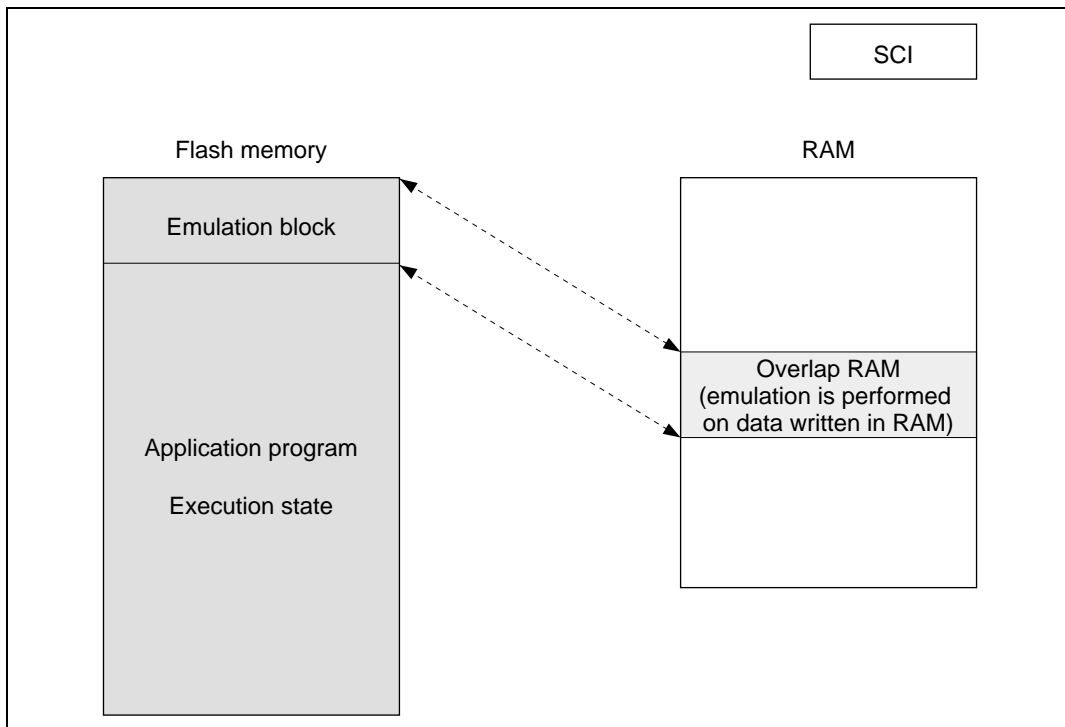 SCI
Flash memory
RAM
Emulation block
Overlap RAM
(emulation is performed
on data written in RAM)
Application program
Execution state